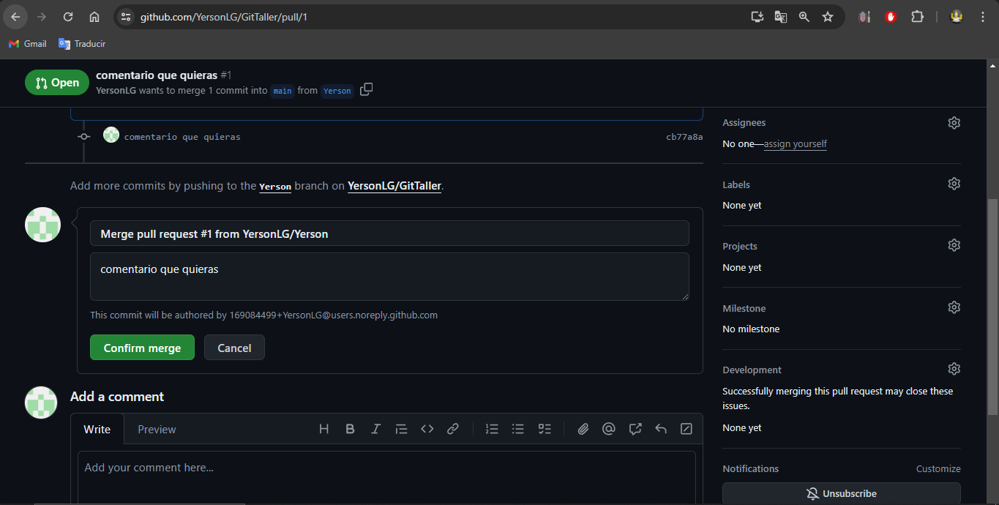 github.com/YersonLG/GitTaller/pull/1
Gmail
Traducir
Open
comentario que quieras #1
YersonLG wants to merge 1 commit into main from Yerson
comentario que quieras cb77a8a
Add more commits by pushing to the Yerson branch on YersonLG/GitTaller.
Merge pull request #1 from YersonLG/Yerson
comentario que quieras
This commit will be authored by 169084499+YersonLG@users.noreply.github.com
Confirm merge
Cancel
Add a comment
Write
Preview
Add your comment here...
Assignees
No one—assign yourself
Labels
None yet
Projects
None yet
Milestone
No milestone
Development
Successfully merging this pull request may close these
issues.
None yet
Notifications
Customize
Unsubscribe